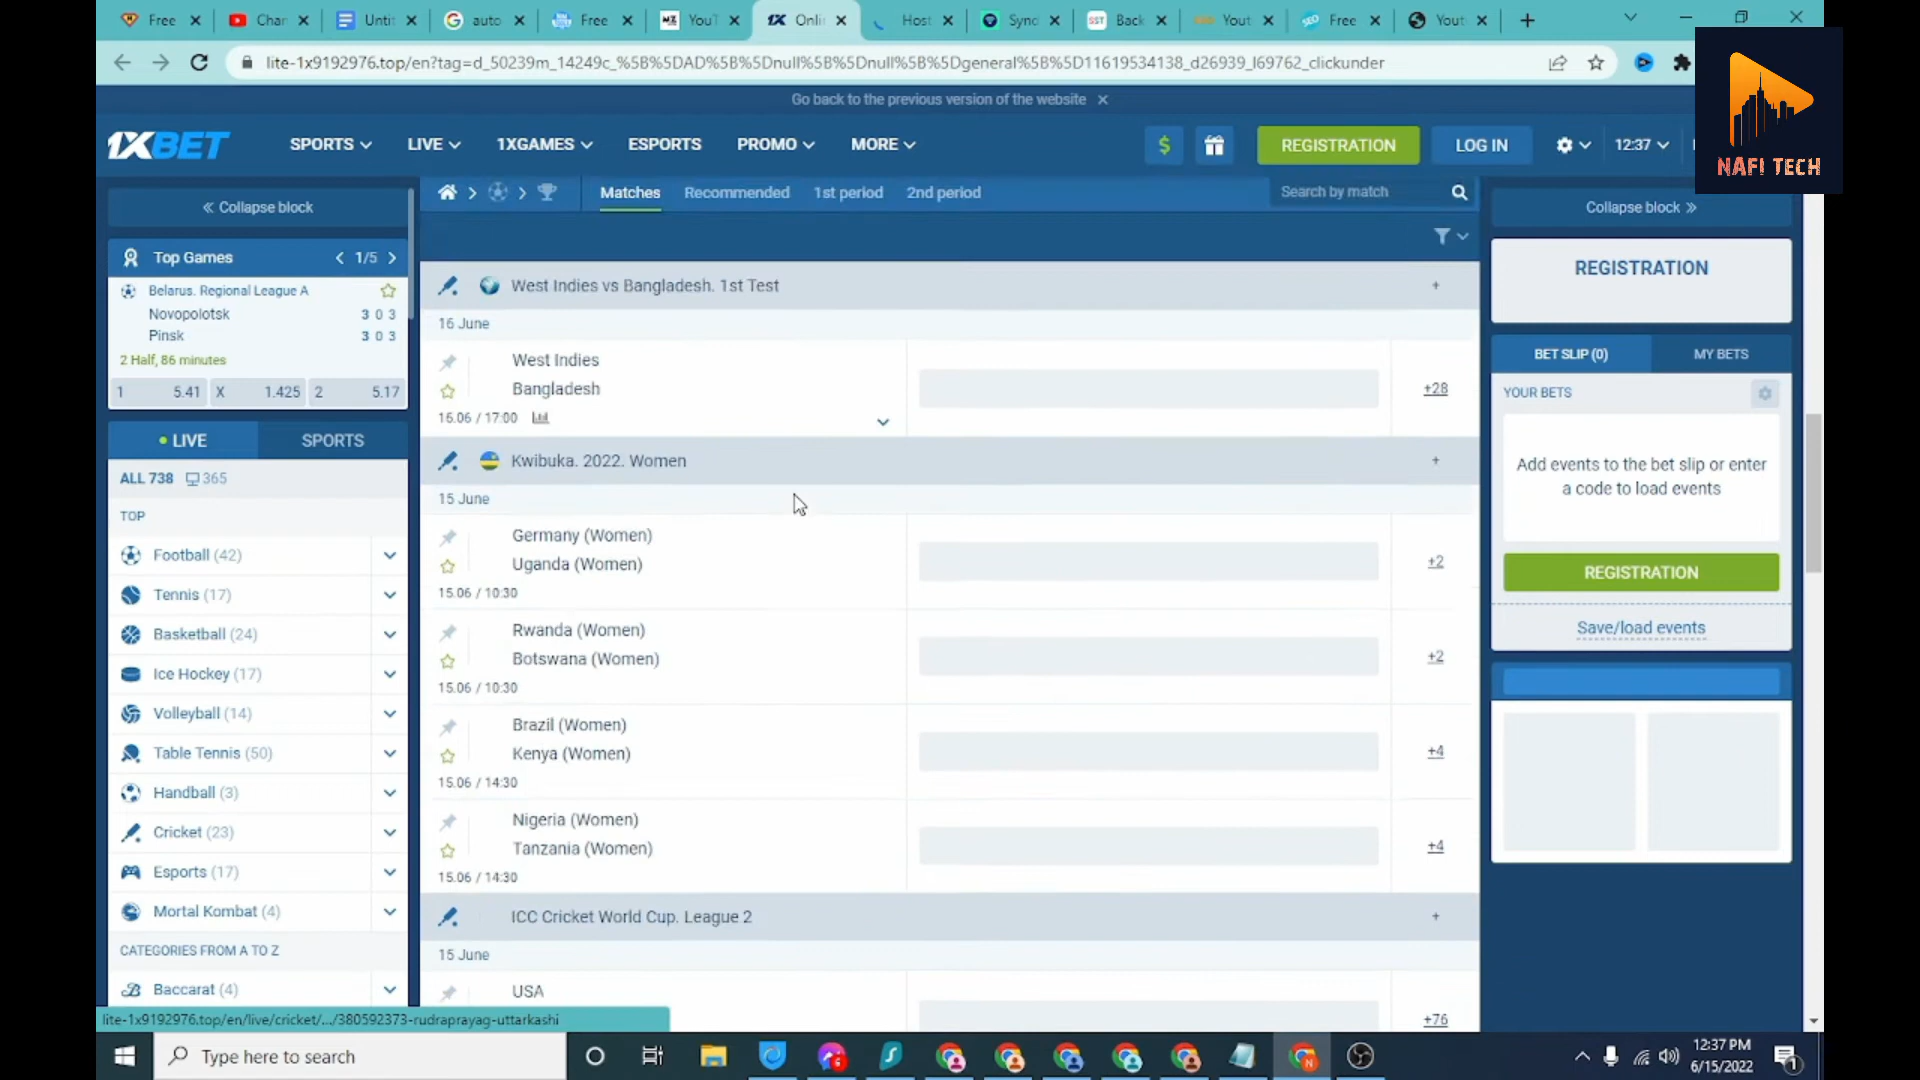 Free
Char
Untit
auto
Free
YouT
Onli
Host
Synd
SST
Back
Yout
Free
Yout
lite-1x9192976.top/en?tag=d_50239m_14249c_%5B%5DAD%5B%5Dnull%5B%5Dnull%5B%5Dgeneral%5B%5D11619534138_d26939_l69762_clickunder
NAFI TECH
Go back to the previous version of the website
1XBET
SPORTS
LIVE
1XGAMES
ESPORTS
PROMO
MORE
$
REGISTRATION
LOG IN
12:37
Collapse block
Matches
Recommended
1st period
2nd period
Search by match
Collapse block
Top Games
1/5
Belarus. Regional League A
Novopolotsk 3 0 3
Pinsk 3 0 3
2 Half, 86 minutes
1 5.41 X 1.425 2 5.17
LIVE
SPORTS
ALL 738 365
TOP
Football (42)
Tennis (17)
Basketball (24)
Ice Hockey (17)
Volleyball (14)
Table Tennis (50)
Handball (3)
Cricket (23)
Esports (17)
Mortal Kombat (4)
CATEGORIES FROM A TO Z
Baccarat (4)
West Indies vs Bangladesh. 1st Test +
16 June
West Indies
Bangladesh
+28
16.06 / 17:00
Kwibuka. 2022. Women +
15 June
Germany (Women)
Uganda (Women)
+2
15.06 / 10:30
Rwanda (Women)
Botswana (Women)
+2
15.06 / 10:30
Brazil (Women)
Kenya (Women)
+4
15.06 / 14:30
Nigeria (Women)
Tanzania (Women)
+4
15.06 / 14:30
ICC Cricket World Cup. League 2 +
15 June
USA
+76
REGISTRATION
BET SLIP (0)
MY BETS
YOUR BETS
Add events to the bet slip or enter
a code to load events
REGISTRATION
Save/load events
lite-1x9192976.top/en/live/cricket/.../380592373-rudraprayag-uttarkashi
Type here to search
12:37 PM
6/15/2022
1